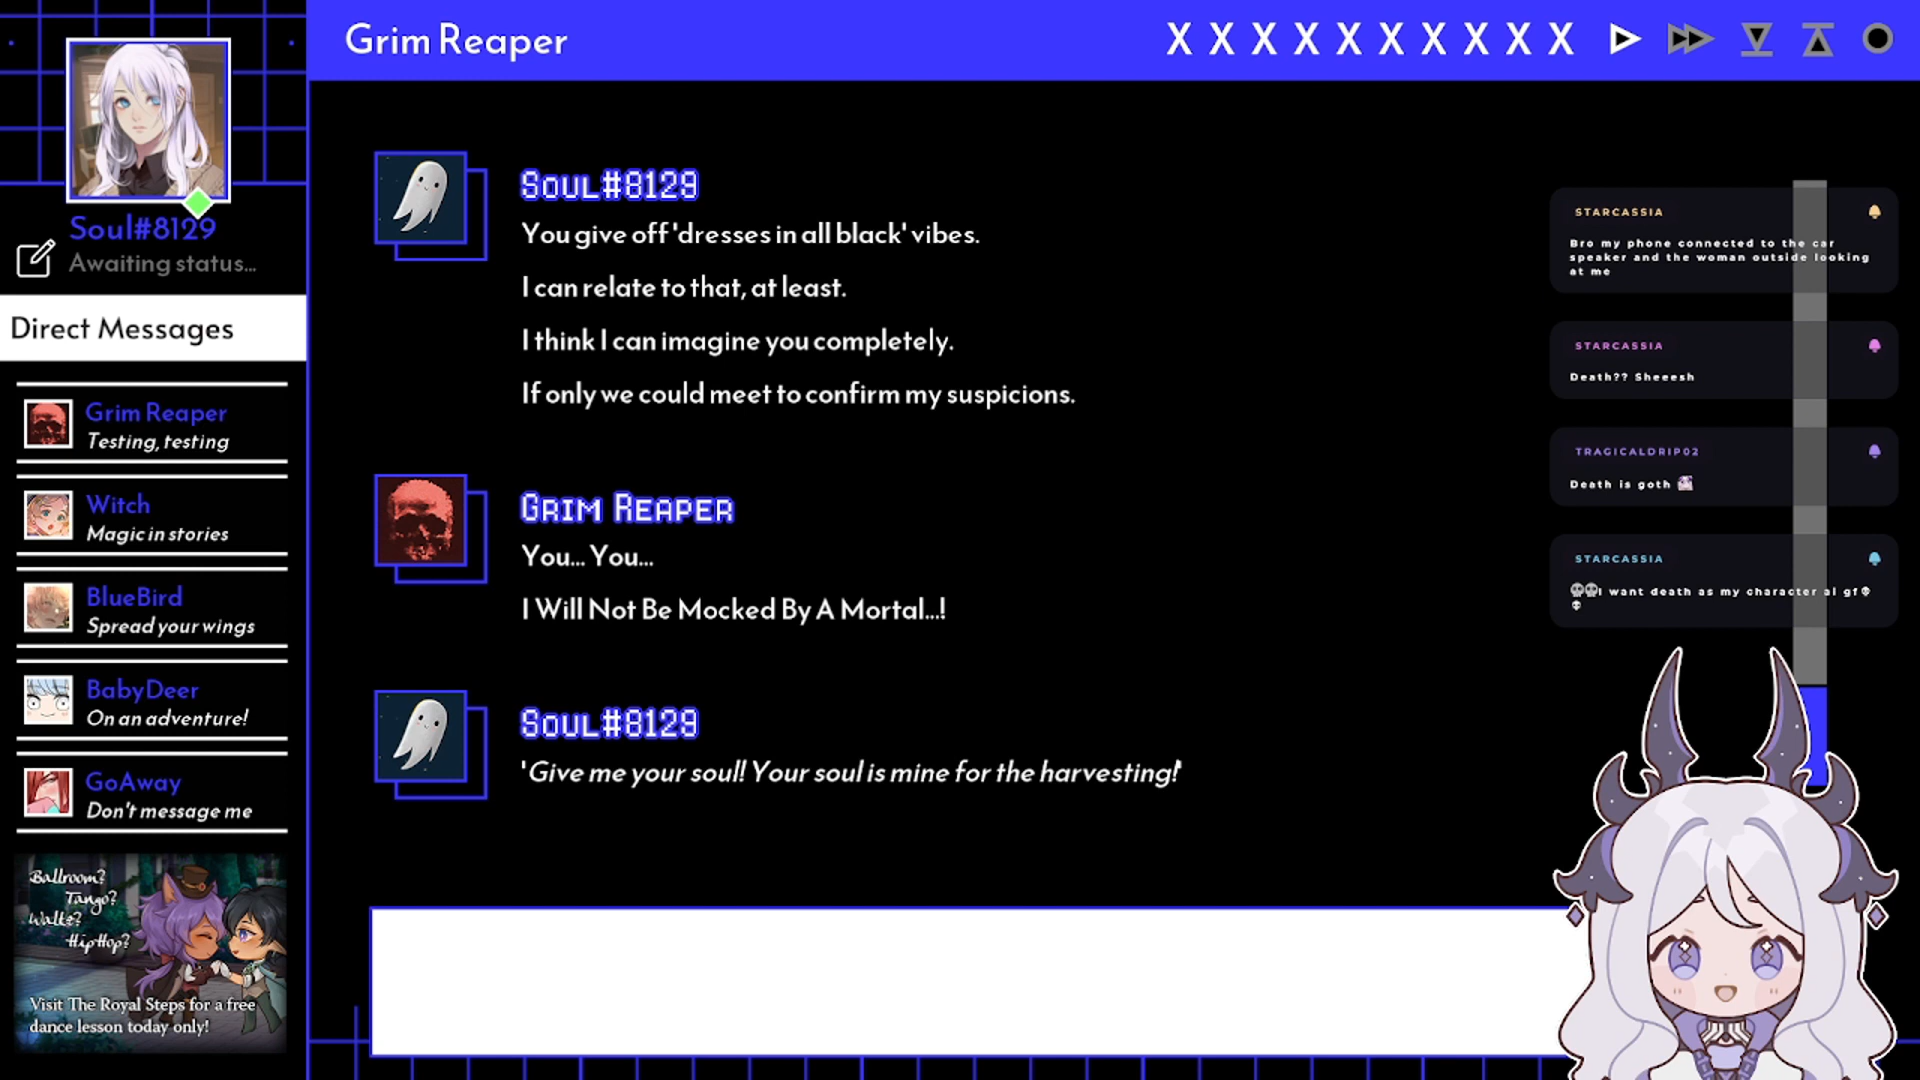 Grim Reaper
X X X X X X X X X X
Soul#8129
Awaiting status...
Direct Messages
Grim Reaper
Testing, testing
Witch
Magic in stories
BlueBird
Spread your wings
BabyDeer
On an adventure!
GoAway
Don't message me
Ballroom?
Tango?
Waltz?
HipHop?
Visit The Royal Steps for a free
dance lesson today only!
Soul#8129
You give off 'dresses in all black' vibes.
I can relate to that, at least.
I think I can imagine you completely.
If only we could meet to confirm my suspicions.
Grim Reaper
You... You...
I Will Not Be Mocked By A Mortal...!
Soul#8129
'Give me your soul! Your soul is mine for the harvesting!'
STARCASSIA
Bro my phone connected to the car
speaker and the woman outside looking
at me
STARCASSIA
Death?? Sheeesh
TRAGICALDRIP02
Death is goth
STARCASSIA
💀💀I want death as my character ai gf💀
💀